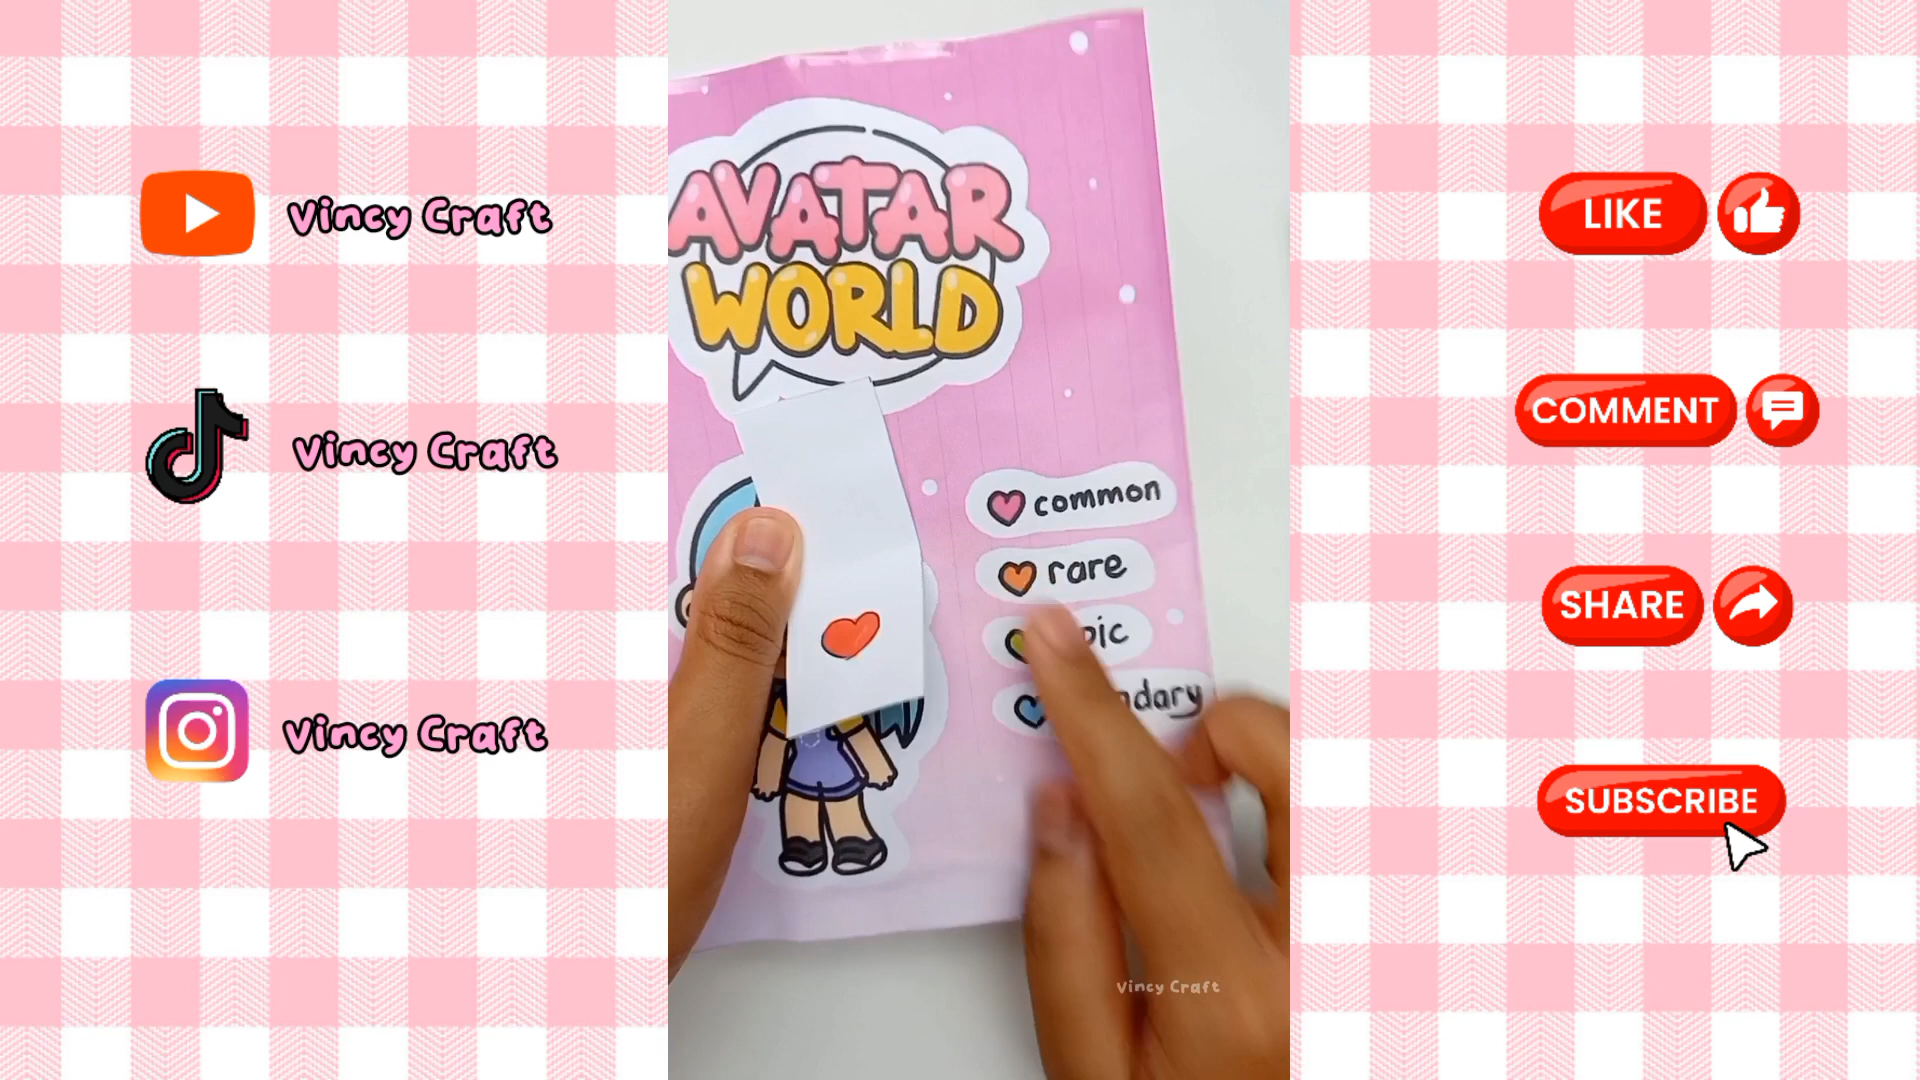 Vincy Craft
Vincy Craft
Vincy Craft
AVATAR
WORLD
common
rare
Vincy Craft
LIKE
COMMENT
SHARE
SUBSCRIBE